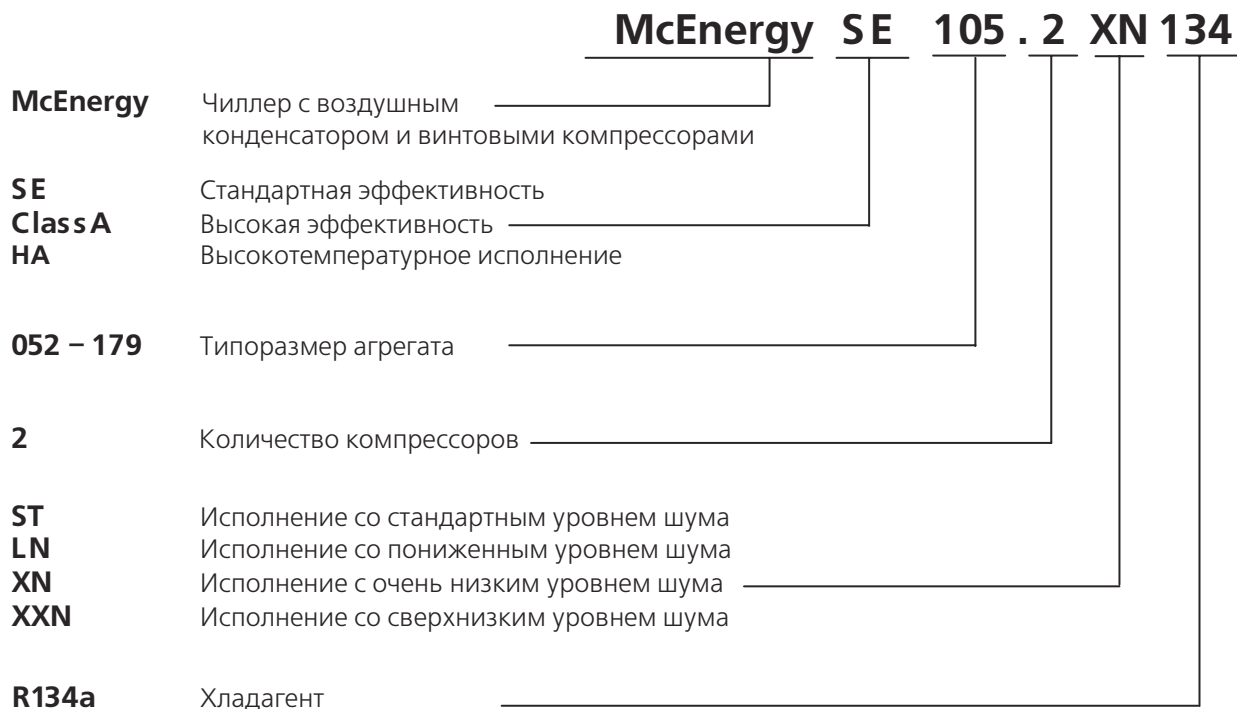 McEnergy SE 105.2 XN 134
McEnergy Чиллер с воздушным
конденсатором и винтовыми компрессорами
SE Стандартная эффективность
Class A Высокая эффективность
HA Высокотемпературное исполнение
052 – 179 Типоразмер агрегата
2 Количество компрессоров
ST Исполнение со стандартным уровнем шума
LN Исполнение со пониженным уровнем шума
XN Исполнение с очень низким уровнем шума
XXN Исполнение со сверхнизким уровнем шума
R134a Хладагент